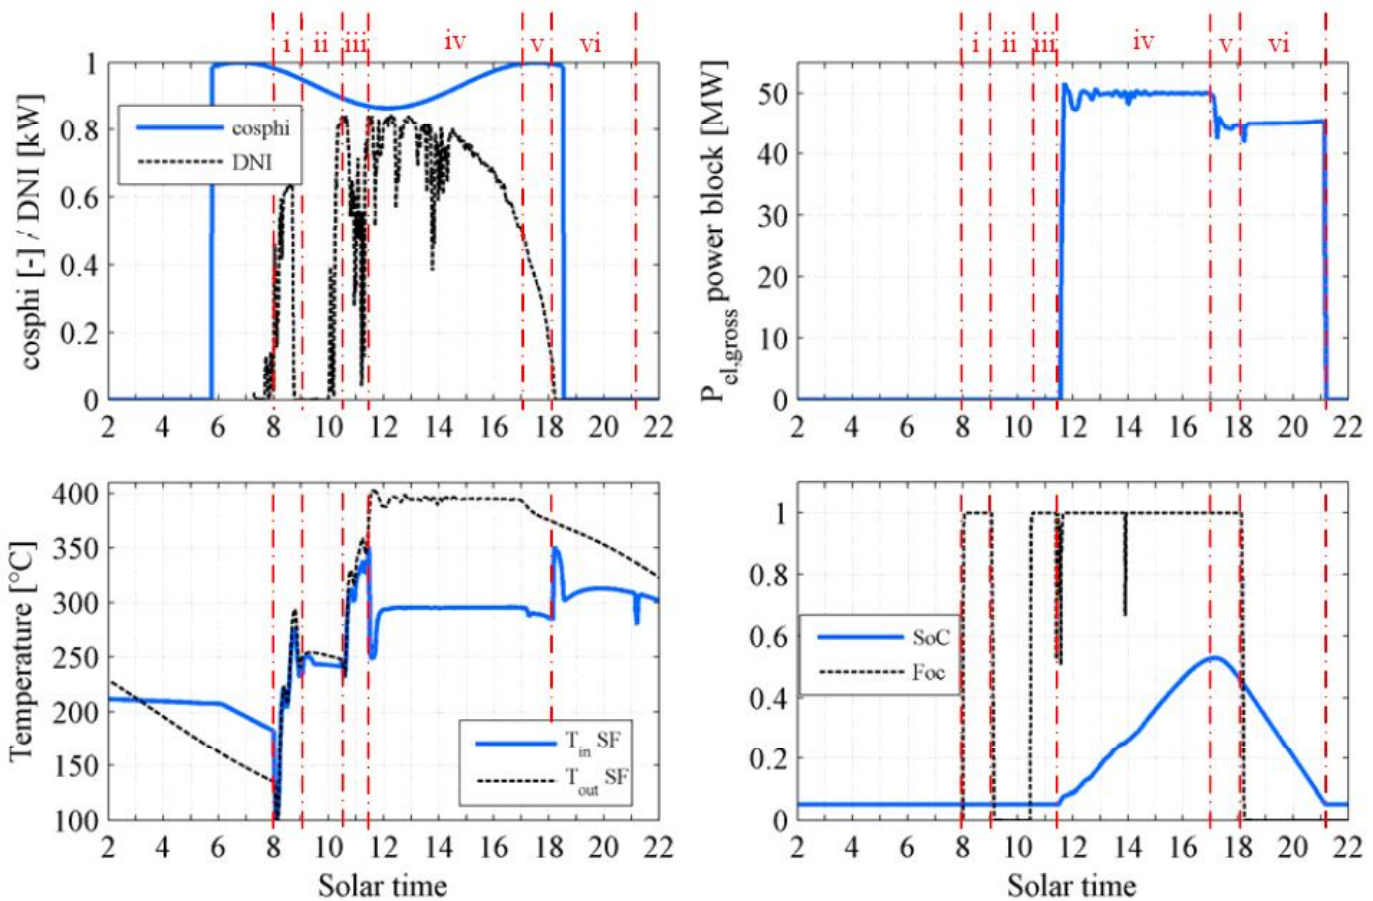 i ii iii iv v vi
cosphi [-] / DNI [kW]
1
0.8
0.6
0.4
0.2
0
cosphi
DNI
2 4 6 8 10 12 14 16 18 20 22
i ii iii iv v vi
P el,gross power block [MW]
50
40
30
20
10
0
2 4 6 8 10 12 14 16 18 20 22
Temperature [°C]
400
350
300
250
200
150
100
T in SF
T out SF
2 4 6 8 10 12 14 16 18 20 22
Solar time
1
0.8
0.6
0.4
0.2
0
SoC
Foc
2 4 6 8 10 12 14 16 18 20 22
Solar time